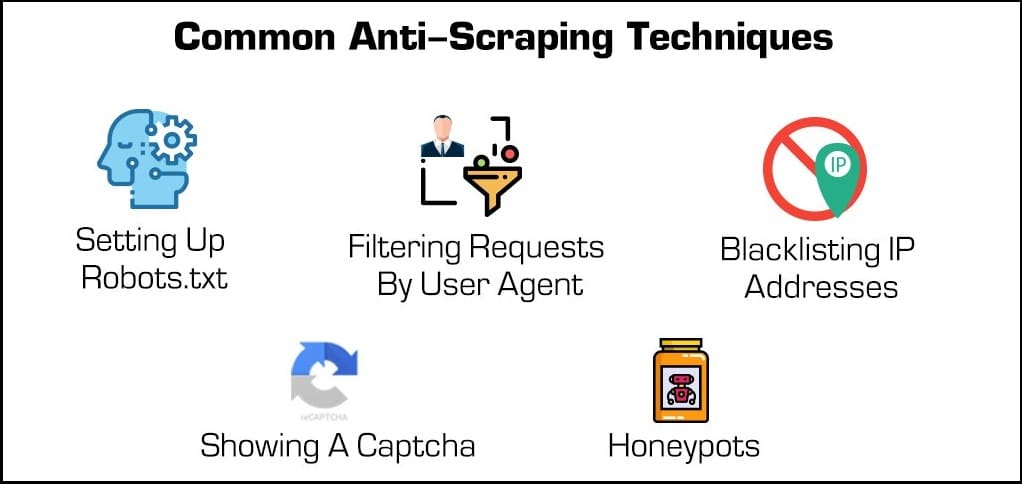 Common Anti-Scraping Techniques
IP
Setting Up
Robots.txt
Filtering Requests
By User Agent
Blacklisting IP
Addresses
reCAPTCHA
Showing A Captcha
Honeypots